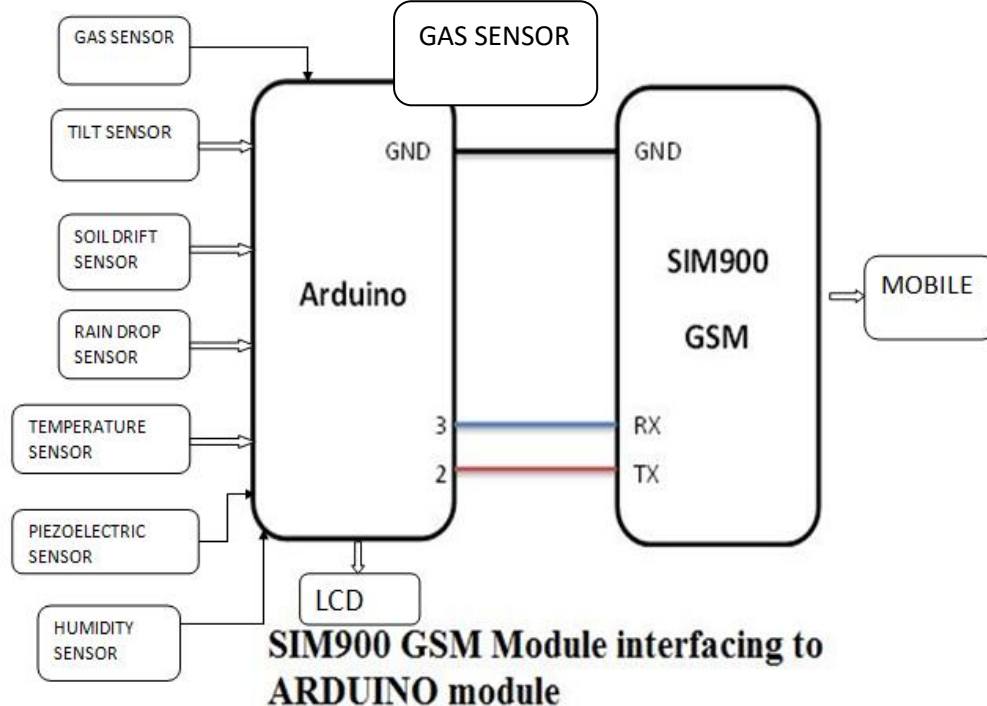 GAS SENSOR
GAS SENSOR
TILT SENSOR
SOIL DRIFT
SENSOR
RAIN DROP
SENSOR
TEMPERATURE
SENSOR
PIEZOELECTRIC
SENSOR
HUMIDITY
SENSOR
GND
Arduino
3
2
GND
SIM900
GSM
RX
TX
MOBILE
LCD
SIM900 GSM Module interfacing to
ARDUINO module